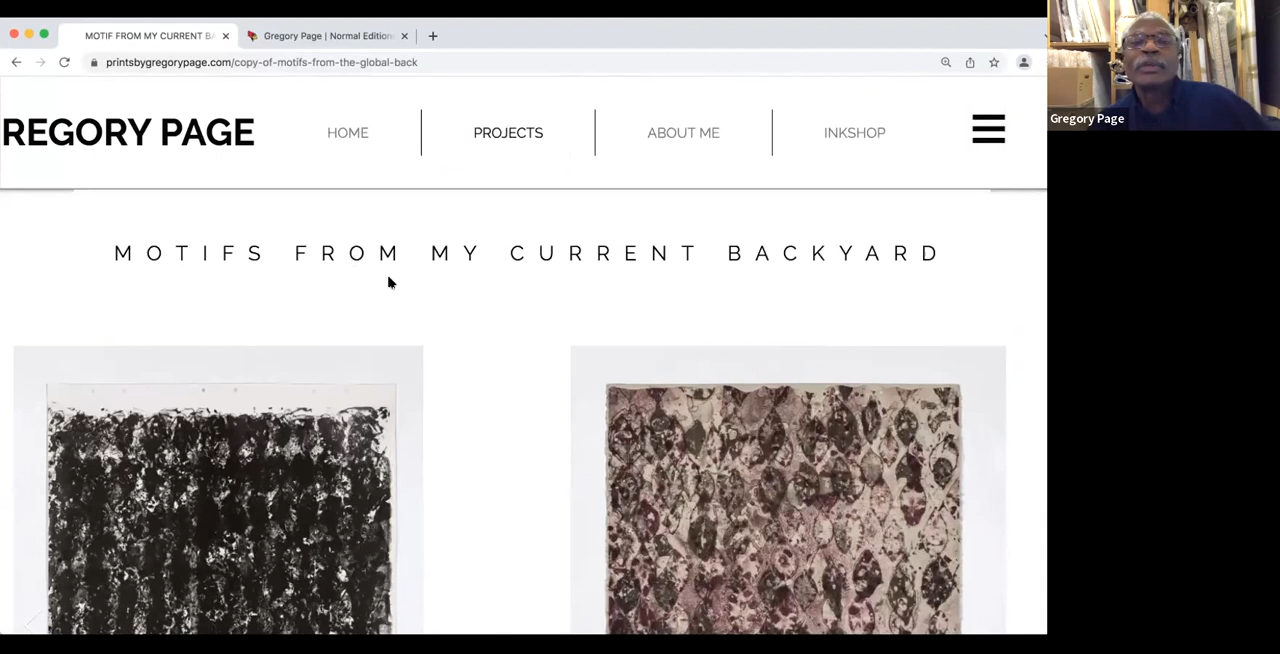 MOTIF FROM MY CURRENT BA
Gregory Page | Normal Edition
printsbygregorypage.com/copy-of-motifs-from-the-global-back
REGORY PAGE
HOME
PROJECTS
ABOUT ME
INKSHOP
MOTIFS FROM MY CURRENT BACKYARD
Gregory Page